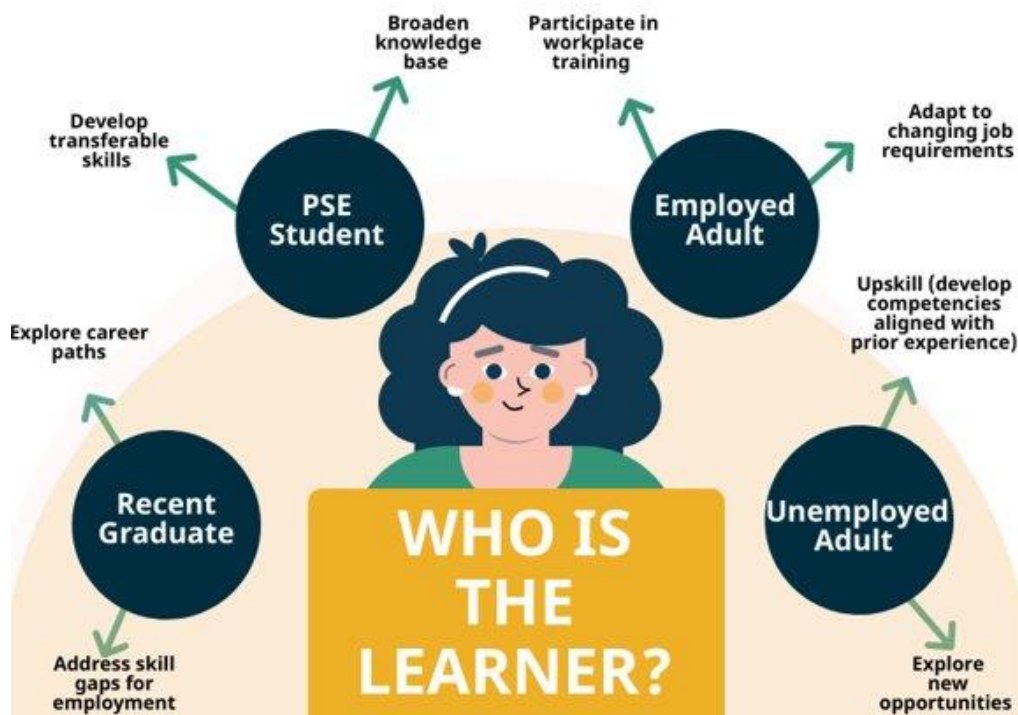 Broaden
knowledge
base
Participate in
workplace
training
Develop
transferable
skills
Adapt to
changing job
requirements
PSE
Student
Employed
Adult
Explore career
paths
Upskill (develop
competencies
aligned with
prior experience)
Recent
Graduate
Unemployed
Adult
WHO IS
THE
LEARNER?
Address skill
gaps for
employment
Explore
new
opportunities